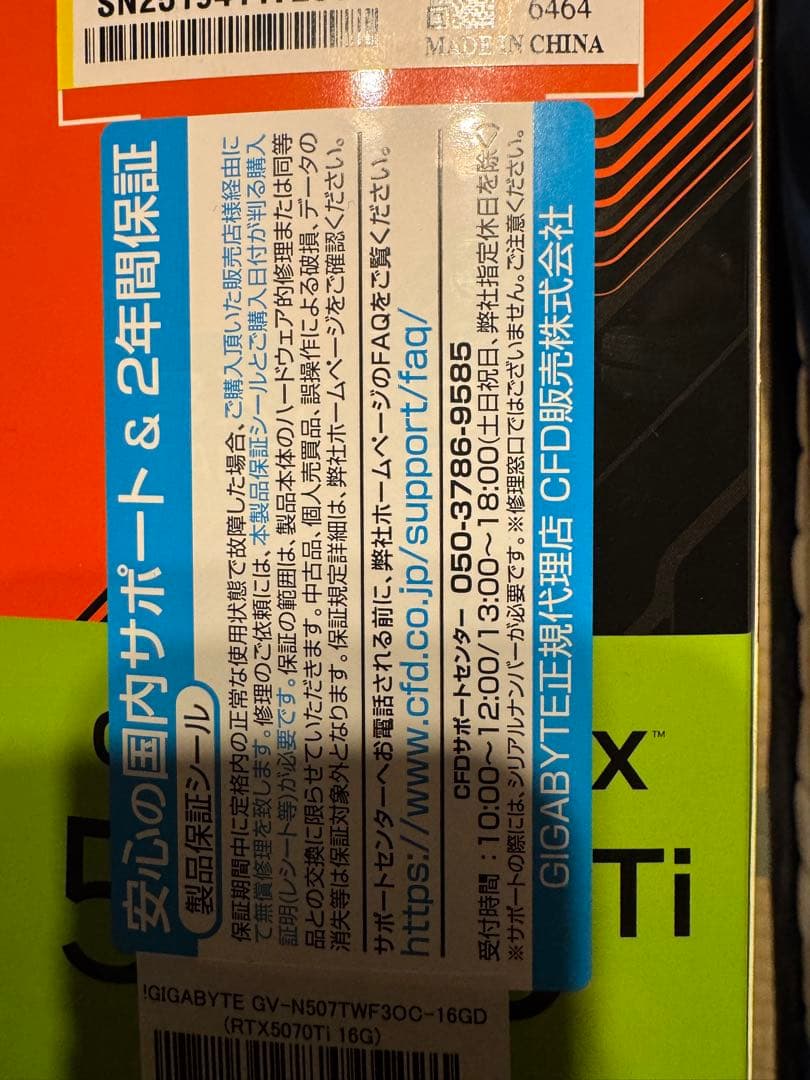 6464
MADE IN CHINA
安心の国内サポート & 2年間保証
製品保証シール
保証期間中に定格内の正常な使用状態で故障した場合、ご購入頂いた販売店様経由に
て無償修理を致します。修理のご依頼には、本製品保証シールとご購入日付が判る購入
証明(レシート等)が必要です。保証の範囲は、製品本体のハードウェア的修理または同等
品との交換に限らせていただきます。中古品、個人売買品、誤操作による破損、データの
消失等は保証対象外となります。保証規定詳細は、弊社ホームページをご確認ください。
サポートセンターへお電話される前に、弊社ホームページのFAQをご覧ください。
https://www.cfd.co.jp/support/faq/
CFDサポートセンター 050-3786-9585
受付時間:10:00~12:00/13:00~18:00(土日祝日、弊社指定休日を除く)
※サポートの際には、シリアルナンバーが必要です。※修理窓口ではございません。ご注意ください。
GIGABYTE正規代理店 CFD販売株式会社
X™
Ti
!GIGABYTE GV-N507TWF3OC-16GD
(RTX5070Ti 16G)